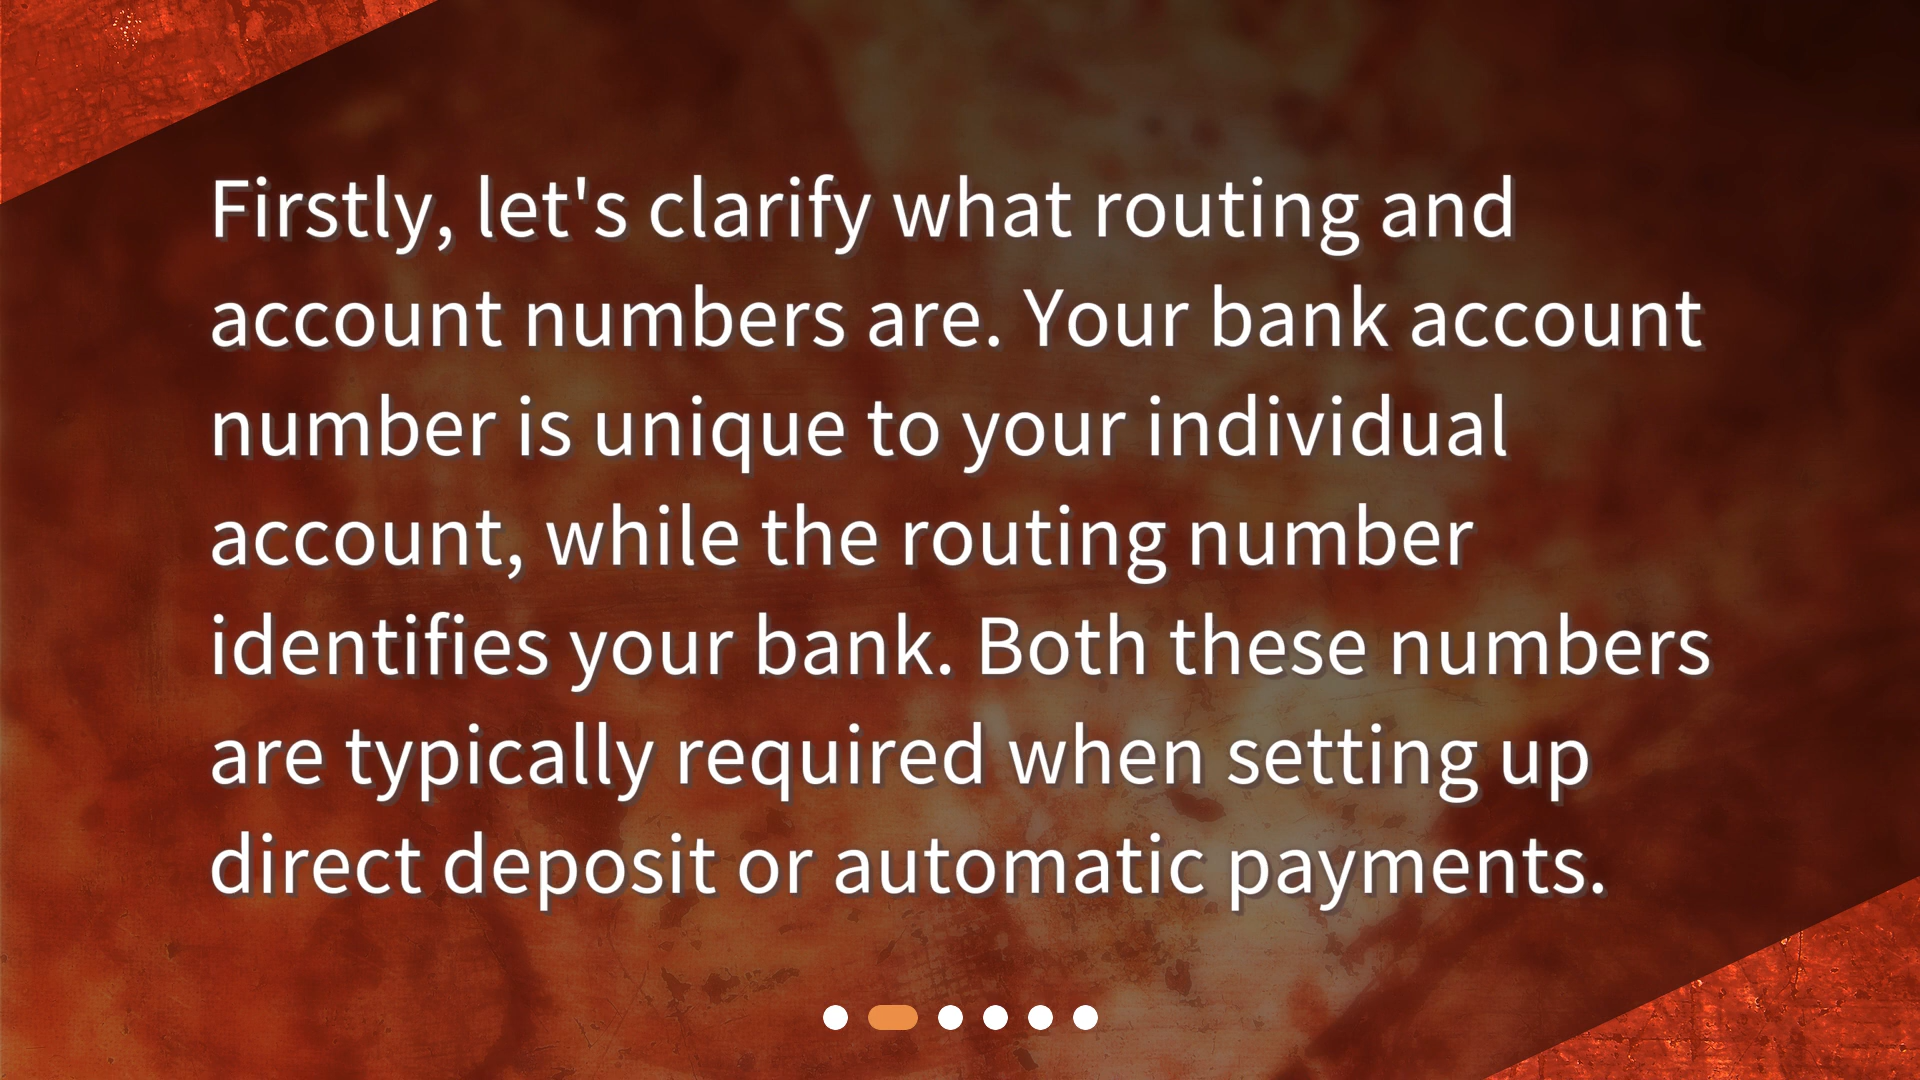 Firstly, let's clarify what routing and
account numbers are. Your bank account
number is unique to your individual
account, while the routing number
identifies your bank. Both these numbers
are typically required when setting up
direct deposit or automatic payments.